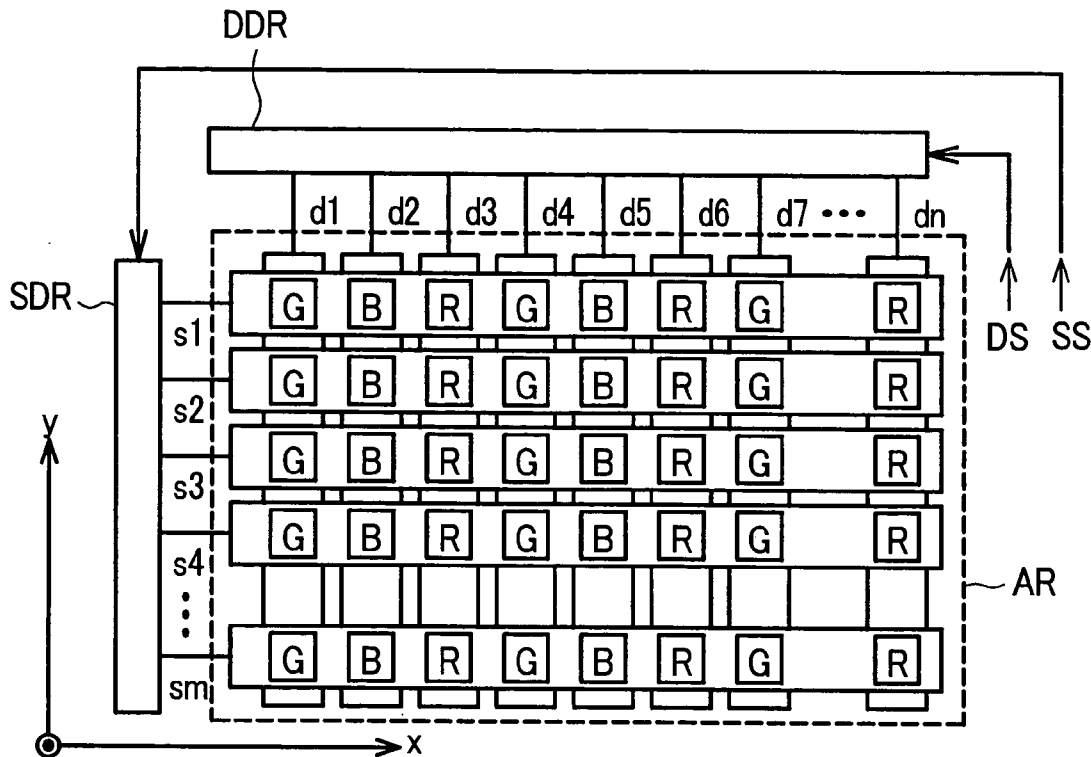 DDR
d1 d2 d3 d4 d5 d6 d7 ••• dn
SDR
DS SS
G B R G B R G R
s1
G B R G B R G R
s2
y
G B R G B R G R
s3
G B R G B R G R
s4
AR
G B R G B R G R
sm
x